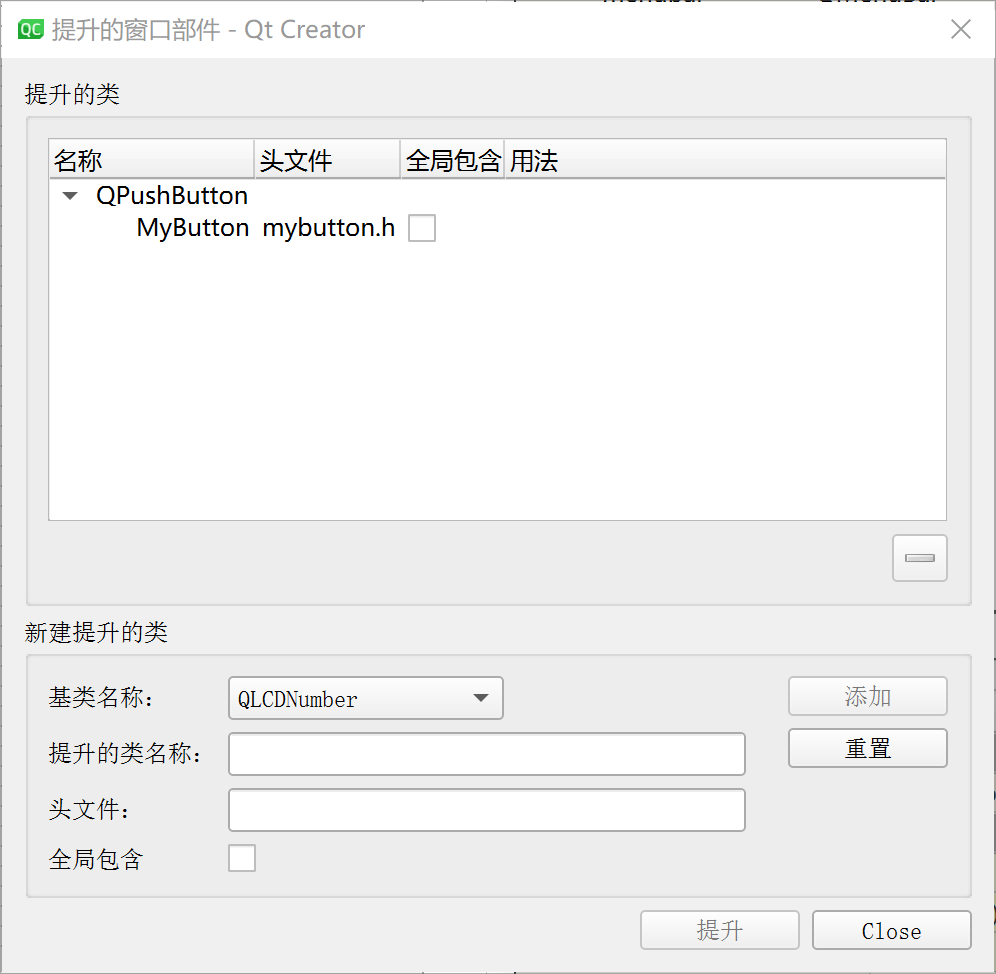 QC 提升的窗口部件 - Qt Creator
提升的类
名称 头文件 全局包含 用法
QPushButton
MyButton mybutton.h
新建提升的类
基类名称: QLCDNumber 添加
提升的类名称: 重置
头文件:
全局包含
提升 Close